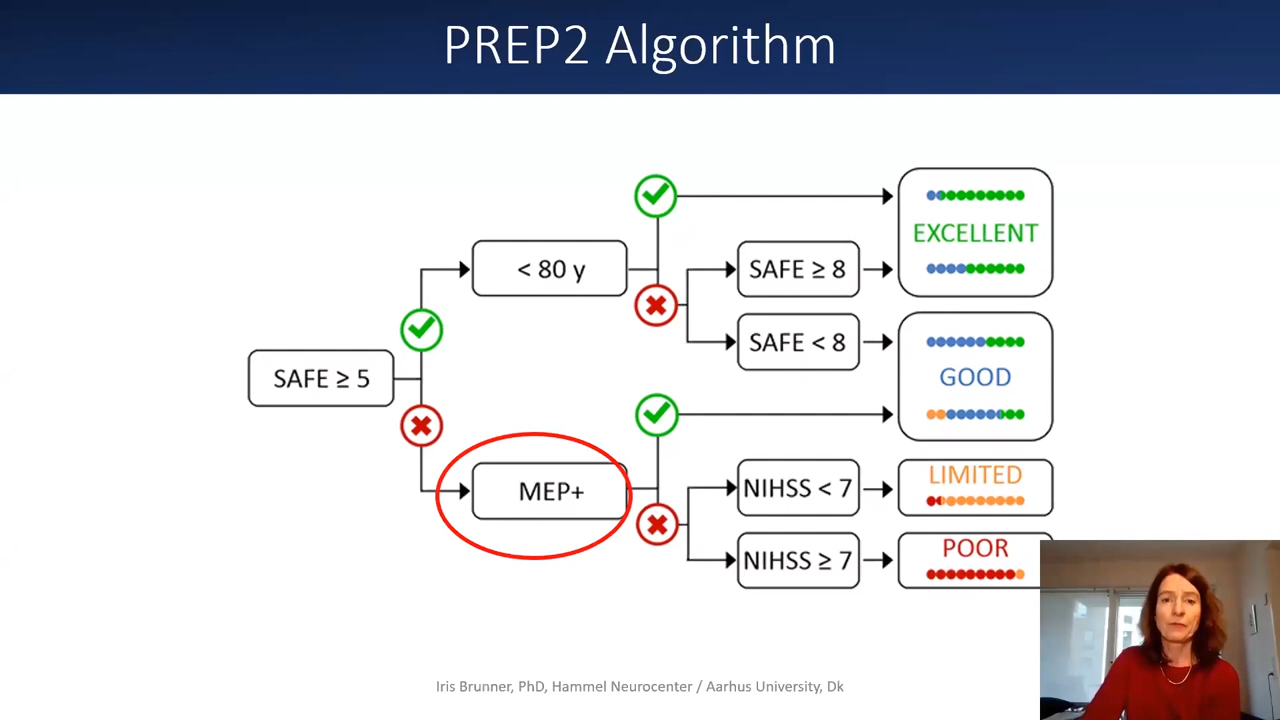 PREP2 Algorithm
EXCELLENT
< 80 y
SAFE ≥ 8
SAFE < 8
SAFE ≥ 5
GOOD
MEP+
NIHSS < 7
LIMITED
NIHSS ≥ 7
POOR
Iris Brunner, PhD, Hammel Neurocenter / Aarhus University, Dk